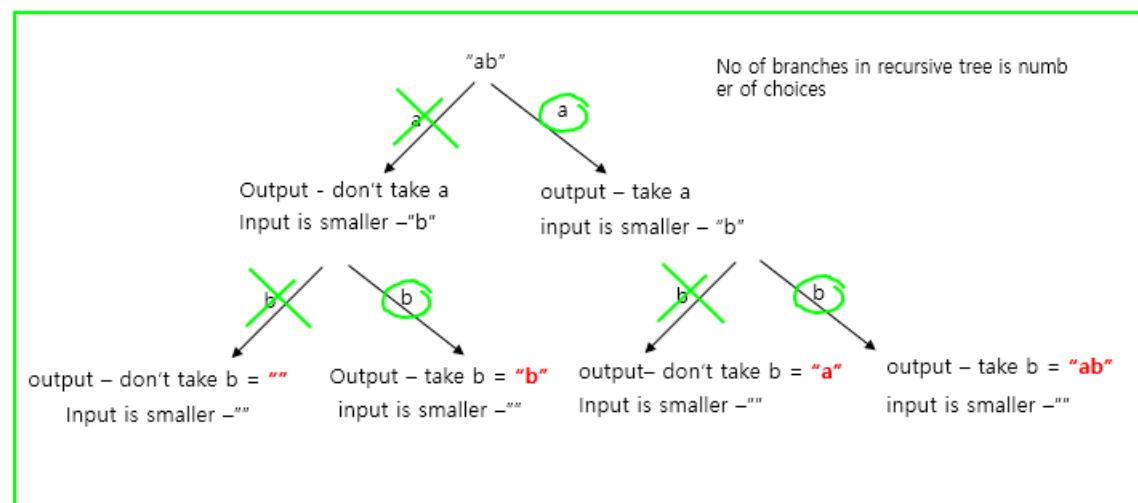 "ab"
No of branches in recursive tree is numb
er of choices
a
a
Output - don't take a
Input is smaller –"b"
output – take a
input is smaller – "b"
b
b
b
b
output – don't take b = ""
Input is smaller –""
Output – take b = "b"
input is smaller –""
output– don't take b = "a"
Input is smaller –""
output – take b = "ab"
input is smaller –""